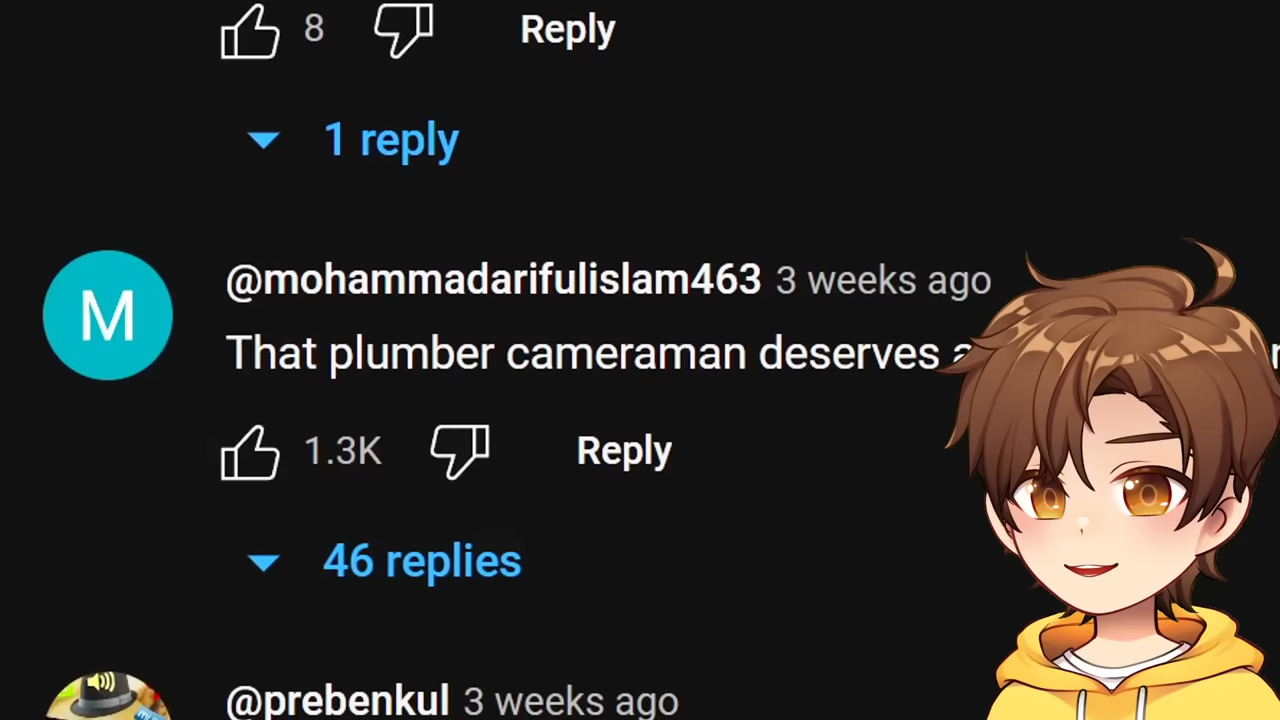 8 Reply
1 reply
M
@mohammadarifulislam463 3 weeks ago
That plumber cameraman deserves
1.3K Reply
46 replies
@prebenkul 3 weeks ago